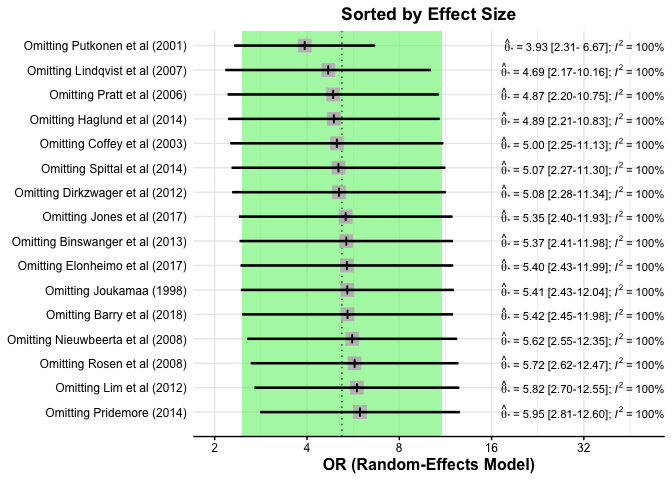 Sorted by Effect Size
Omitting Putkonen et al (2001) θ̂* = 3.93 [2.31- 6.67]; I² = 100%
Omitting Lindqvist et al (2007) θ̂* = 4.69 [2.17-10.16]; I² = 100%
Omitting Pratt et al (2006) θ̂* = 4.87 [2.20-10.75]; I² = 100%
Omitting Haglund et al (2014) θ̂* = 4.89 [2.21-10.83]; I² = 100%
Omitting Coffey et al (2003) θ̂* = 5.00 [2.25-11.13]; I² = 100%
Omitting Spittal et al (2014) θ̂* = 5.07 [2.27-11.30]; I² = 100%
Omitting Dirkzwager et al (2012) θ̂* = 5.08 [2.28-11.34]; I² = 100%
Omitting Jones et al (2017) θ̂* = 5.35 [2.40-11.93]; I² = 100%
Omitting Binswanger et al (2013) θ̂* = 5.37 [2.41-11.98]; I² = 100%
Omitting Elonheimo et al (2017) θ̂* = 5.40 [2.43-11.99]; I² = 100%
Omitting Joukamaa (1998) θ̂* = 5.41 [2.43-12.04]; I² = 100%
Omitting Barry et al (2018) θ̂* = 5.42 [2.45-11.98]; I² = 100%
Omitting Nieuwbeerta et al (2008) θ̂* = 5.62 [2.55-12.35]; I² = 100%
Omitting Rosen et al (2008) θ̂* = 5.72 [2.62-12.47]; I² = 100%
Omitting Lim et al (2012) θ̂* = 5.82 [2.70-12.55]; I² = 100%
Omitting Pridemore (2014) θ̂* = 5.95 [2.81-12.60]; I² = 100%
2 4 8 16 32
OR (Random-Effects Model)